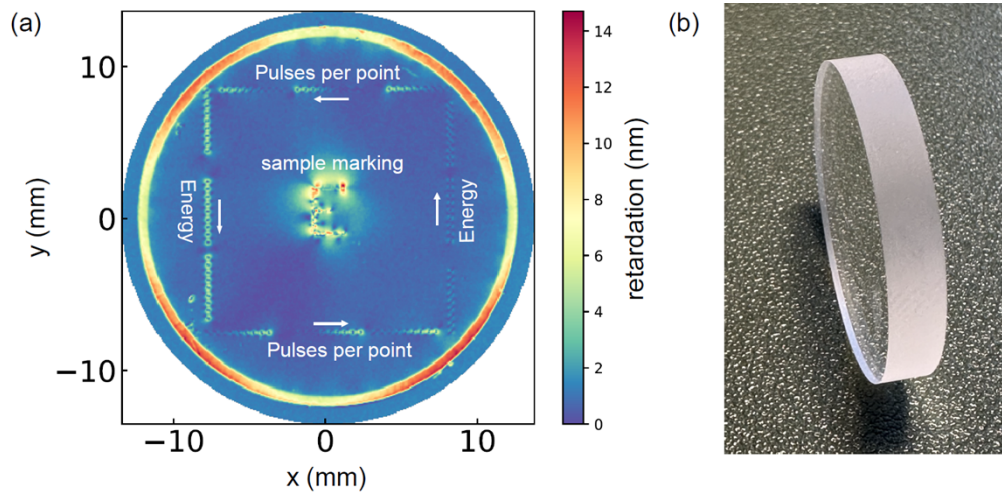 (a)
(b)
Pulses per point
sample marking
Energy
Energy
Pulses per point
10
0
−10
y (mm)
−10
0
10
x (mm)
14
12
10
8
6
4
2
0
retardation (nm)